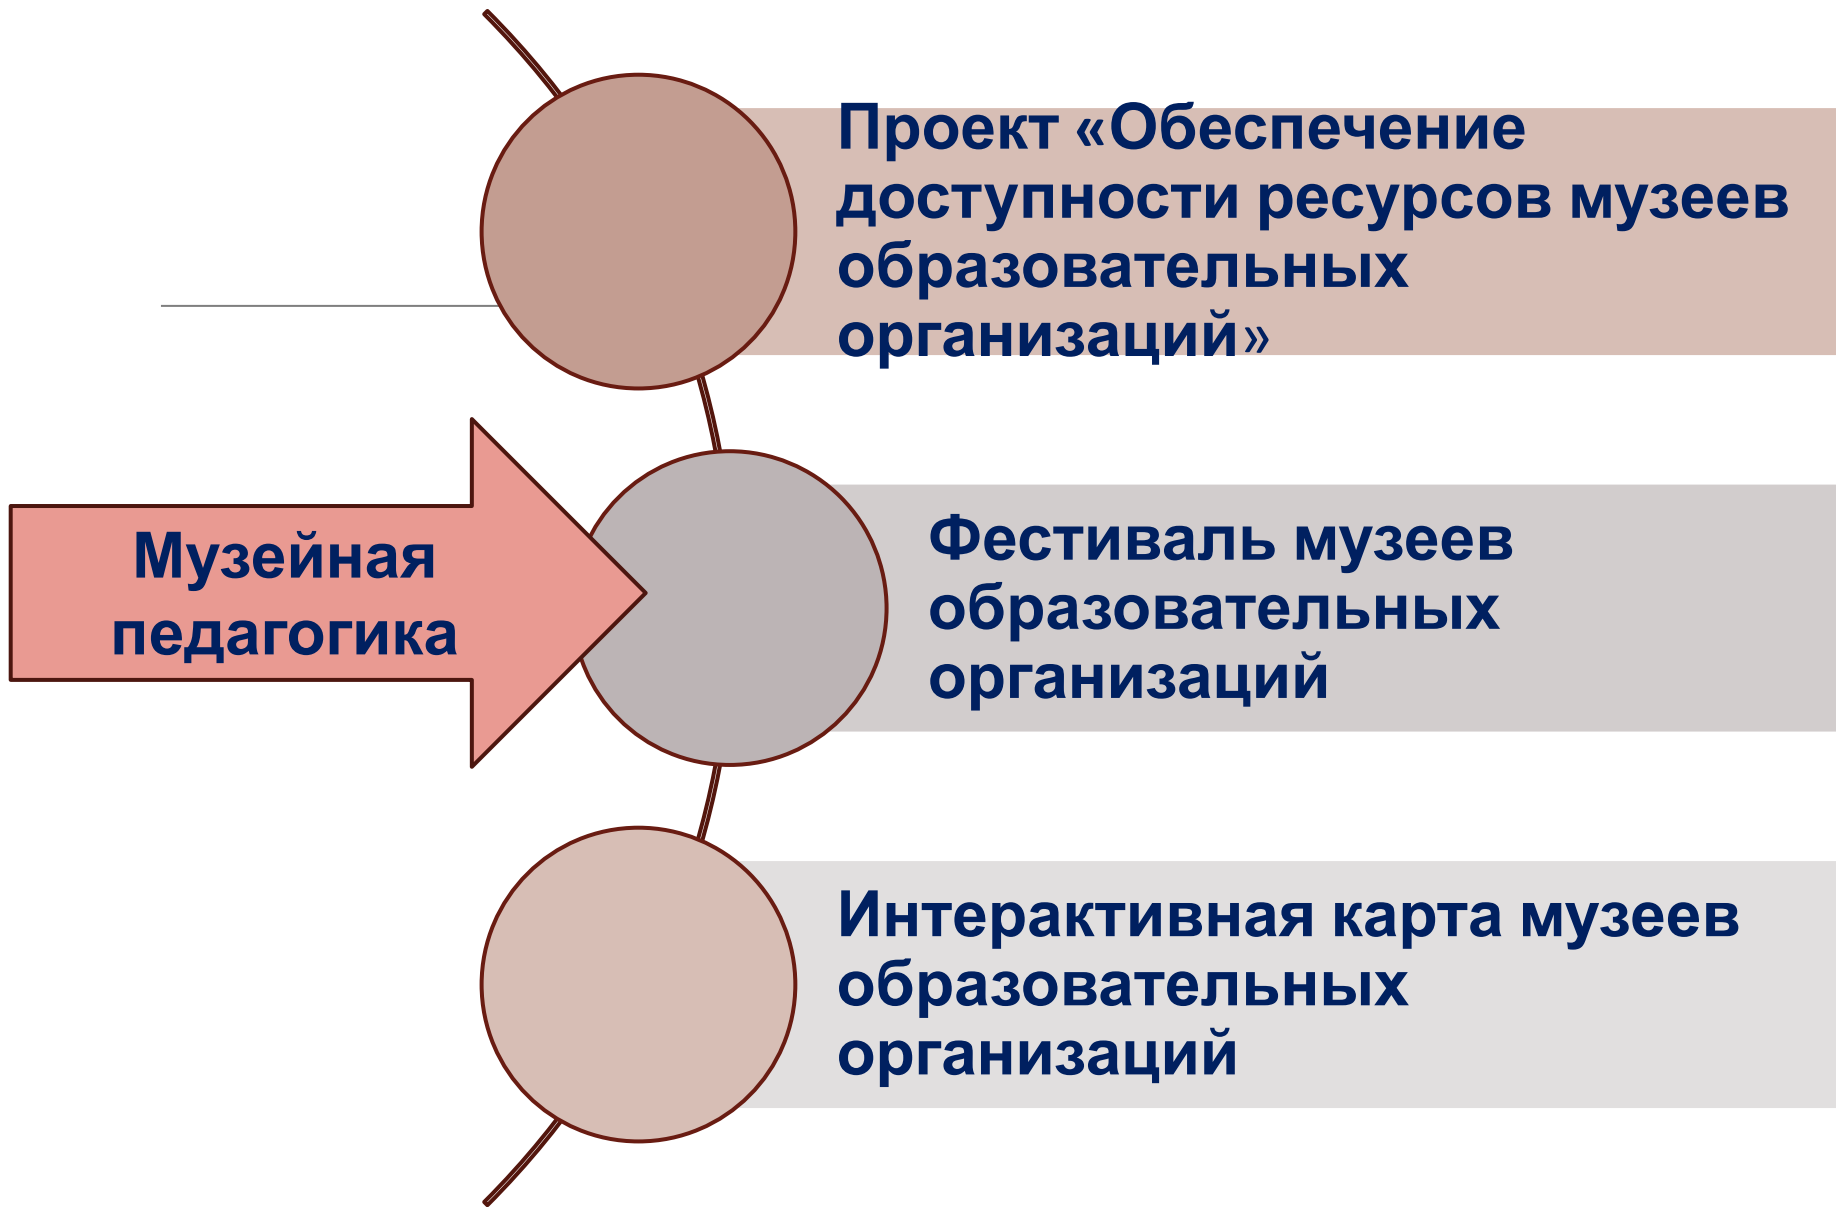 Проект «Обеспечение
доступности ресурсов музеев
образовательных
организаций»
Музейная
педагогика
Фестиваль музеев
образовательных
организаций
Интерактивная карта музеев
образовательных
организаций